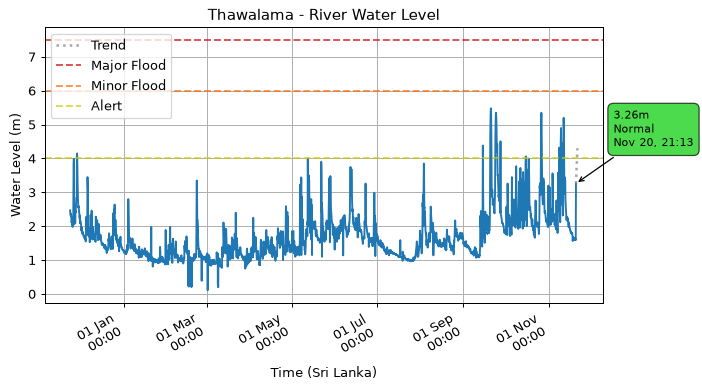 Thawalama - River Water Level
Trend
Major Flood
Minor Flood
Alert
3.26m
Normal
Nov 20, 21:13
Water Level (m)
7
6
5
4
3
2
1
0
01 Jan
00:00
01 Mar
00:00
01 May
00:00
01 Jul
00:00
01 Sep
00:00
01 Nov
00:00
Time (Sri Lanka)